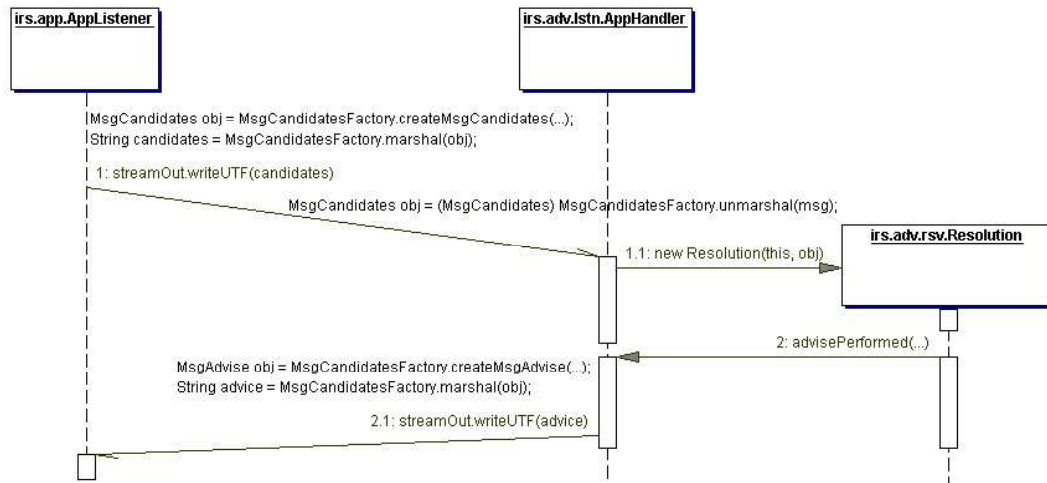 irs.app.AppListener
irs.adv.lstn.AppHandler
MsgCandidates obj = MsgCandidatesFactory.createMsgCandidates(...);
String candidates = MsgCandidatesFactory.marshal(obj);
1: streamOut.writeUTF(candidates)
MsgCandidates obj = (MsgCandidates) MsgCandidatesFactory.unmarshal(msg);
irs.adv.rsv.Resolution
1.1: new Resolution(this, obj)
2: advisePerformed(...)
MsgAdvise obj = MsgCandidatesFactory.createMsgAdvise(...);
String advice = MsgCandidatesFactory.marshal(obj);
2.1: streamOut.writeUTF(advice)